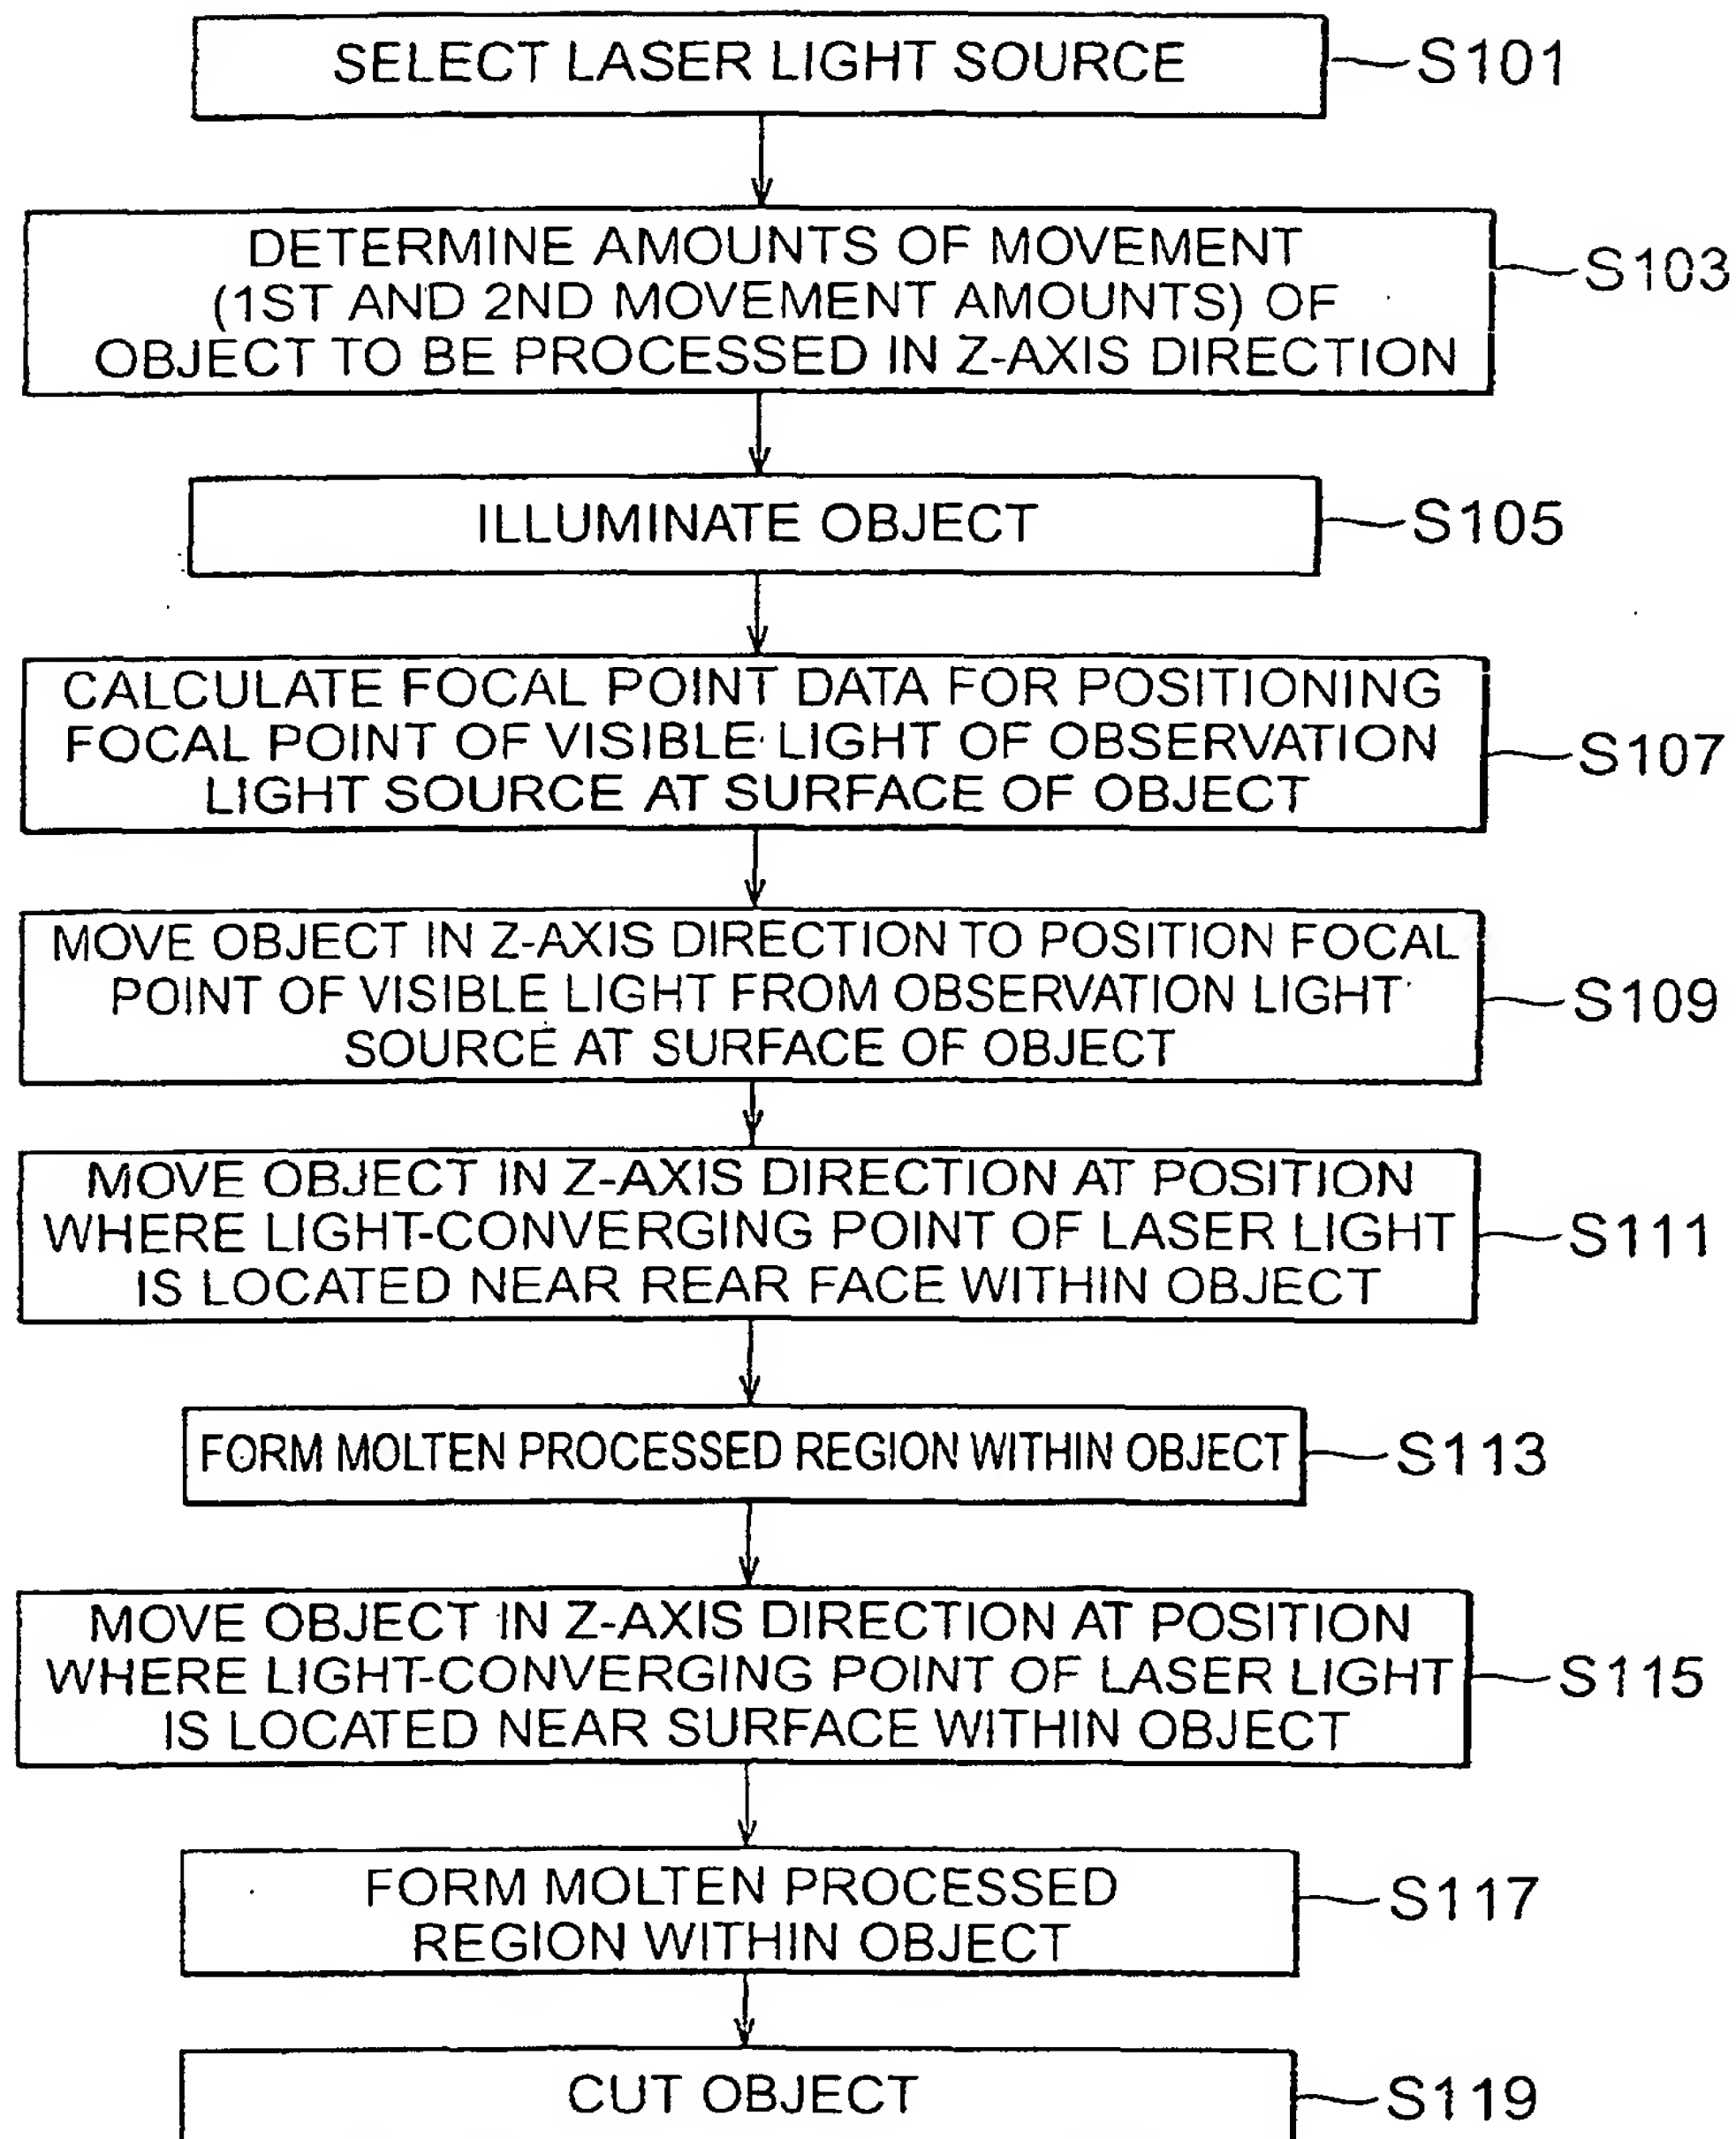 SELECT LASER LIGHT SOURCE
S101
DETERMINE AMOUNTS OF MOVEMENT
(1ST AND 2ND MOVEMENT AMOUNTS) OF
OBJECT TO BE PROCESSED IN Z-AXIS DIRECTION
S103
ILLUMINATE OBJECT
S105
CALCULATE FOCAL POINT DATA FOR POSITIONING
FOCAL POINT OF VISIBLE LIGHT OF OBSERVATION
LIGHT SOURCE AT SURFACE OF OBJECT
S107
MOVE OBJECT IN Z-AXIS DIRECTION TO POSITION FOCAL
POINT OF VISIBLE LIGHT FROM OBSERVATION LIGHT
SOURCE AT SURFACE OF OBJECT
S109
MOVE OBJECT IN Z-AXIS DIRECTION AT POSITION
WHERE LIGHT-CONVERGING POINT OF LASER LIGHT
IS LOCATED NEAR REAR FACE WITHIN OBJECT
S111
FORM MOLTEN PROCESSED REGION WITHIN OBJECT
S113
MOVE OBJECT IN Z-AXIS DIRECTION AT POSITION
WHERE LIGHT-CONVERGING POINT OF LASER LIGHT
IS LOCATED NEAR SURFACE WITHIN OBJECT
S115
FORM MOLTEN PROCESSED
REGION WITHIN OBJECT
S117
CUT OBJECT
S119